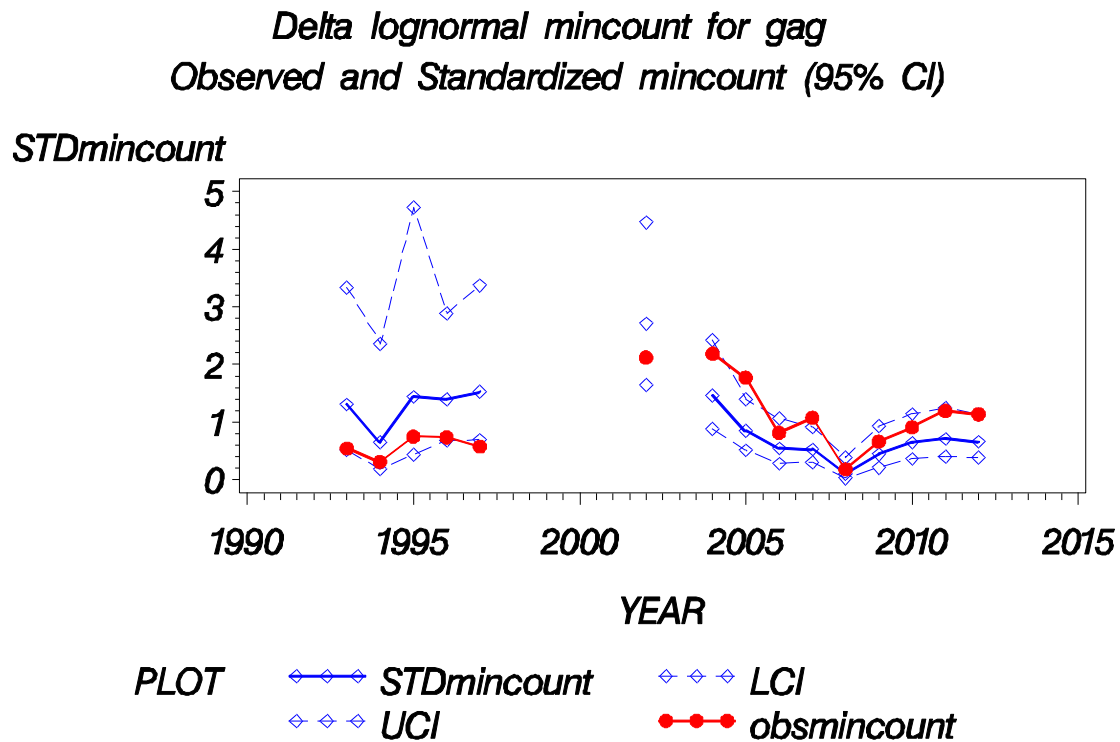 Delta lognormal mincount for gag
Observed and Standardized mincount (95% CI)
STDmincount
5
4
3
2
1
0
1990 1995 2000 2005 2010 2015
YEAR
PLOT STDmincount LCI
UCI obsmincount